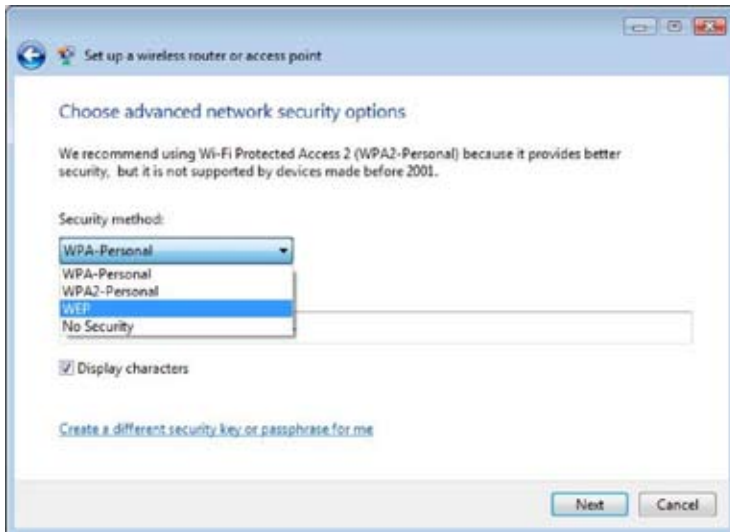 Set up a wireless router or access point
Choose advanced network security options
We recommend using Wi-Fi Protected Access 2 (WPA2-Personal) because it provides better
security, but it is not supported by devices made before 2001.
Security method:
WPA-Personal
WPA-Personal
WPA2-Personal
WEP
No Security
Display characters
Create a different security key or passphrase for me
Next
Cancel